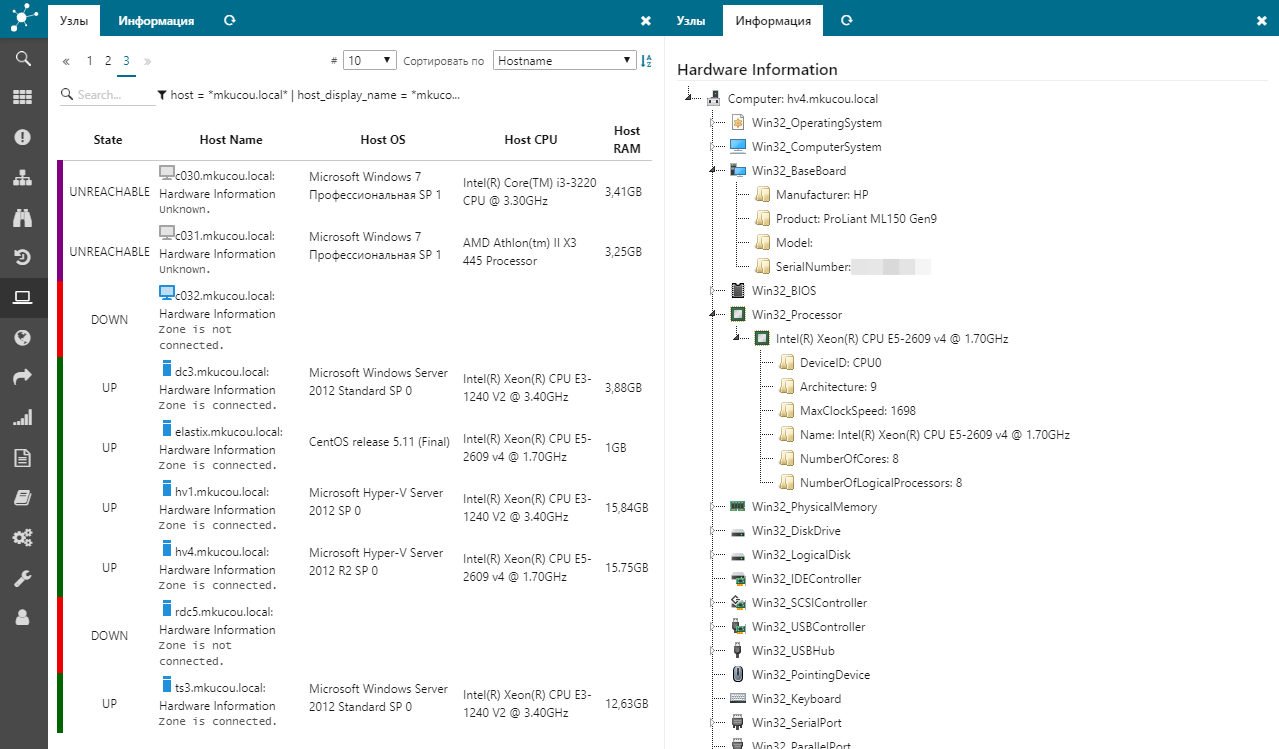 Узлы
Информация
«
1
2
3
»
#
10
Сортировать по
Hostname
Search...
host = *mkucou.local* | host_display_name = *mkuco...
State
Host Name
Host OS
Host CPU
Host
RAM
UNREACHABLE
c030.mkucou.local:
Hardware Information
Unknown.
Microsoft Windows 7
Профессиональная SP 1
Intel(R) Core(TM) i3-3220
CPU @ 3.30GHz
3,41GB
UNREACHABLE
c031.mkucou.local:
Hardware Information
Unknown.
Microsoft Windows 7
Профессиональная SP 1
AMD Athlon(tm) II X3
445 Processor
3,25GB
DOWN
c032.mkucou.local:
Hardware Information
Zone is not
connected.
UP
dc3.mkucou.local:
Hardware Information
Zone is connected.
Microsoft Windows Server
2012 Standard SP 0
Intel(R) Xeon(R) CPU E3-
1240 V2 @ 3.40GHz
3,88GB
UP
elastix.mkucou.local:
Hardware Information
Zone is connected.
CentOS release 5.11 (Final)
Intel(R) Xeon(R) CPU E5-
2609 v4 @ 1.70GHz
1GB
UP
hv1.mkucou.local:
Hardware Information
Zone is connected.
Microsoft Hyper-V Server
2012 SP 0
Intel(R) Xeon(R) CPU E3-
1240 V2 @ 3.40GHz
15,84GB
UP
hv4.mkucou.local:
Hardware Information
Zone is connected.
Microsoft Hyper-V Server
2012 R2 SP 0
Intel(R) Xeon(R) CPU E5-
2609 v4 @ 1.70GHz
15.75GB
DOWN
rdc5.mkucou.local:
Hardware Information
Zone is not
connected.
UP
ts3.mkucou.local:
Hardware Information
Zone is connected.
Microsoft Windows Server
2012 Standard SP 0
Intel(R) Xeon(R) CPU E3-
1240 V2 @ 3.40GHz
12,63GB
Узлы
Информация
Hardware Information
Computer: hv4.mkucou.local
Win32_OperatingSystem
Win32_ComputerSystem
Win32_BaseBoard
Manufacturer: HP
Product: ProLiant ML150 Gen9
Model:
SerialNumber:
Win32_BIOS
Win32_Processor
Intel(R) Xeon(R) CPU E5-2609 v4 @ 1.70GHz
DeviceID: CPU0
Architecture: 9
MaxClockSpeed: 1698
Name: Intel(R) Xeon(R) CPU E5-2609 v4 @ 1.70GHz
NumberOfCores: 8
NumberOfLogicalProcessors: 8
Win32_PhysicalMemory
Win32_DiskDrive
Win32_LogicalDisk
Win32_IDEController
Win32_SCSIController
Win32_USBController
Win32_USBHub
Win32_PointingDevice
Win32_Keyboard
Win32_SerialPort
Win32_ParallelPort